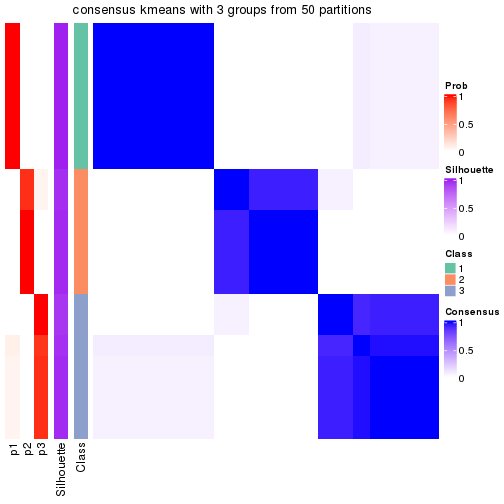 consensus kmeans with 3 groups from 50 partitions
Prob
1
0.5
0
Silhouette
1
0.5
0
Class
1
2
3
Consensus
1
0.5
0
p1
p2
p3
Silhouette
Class